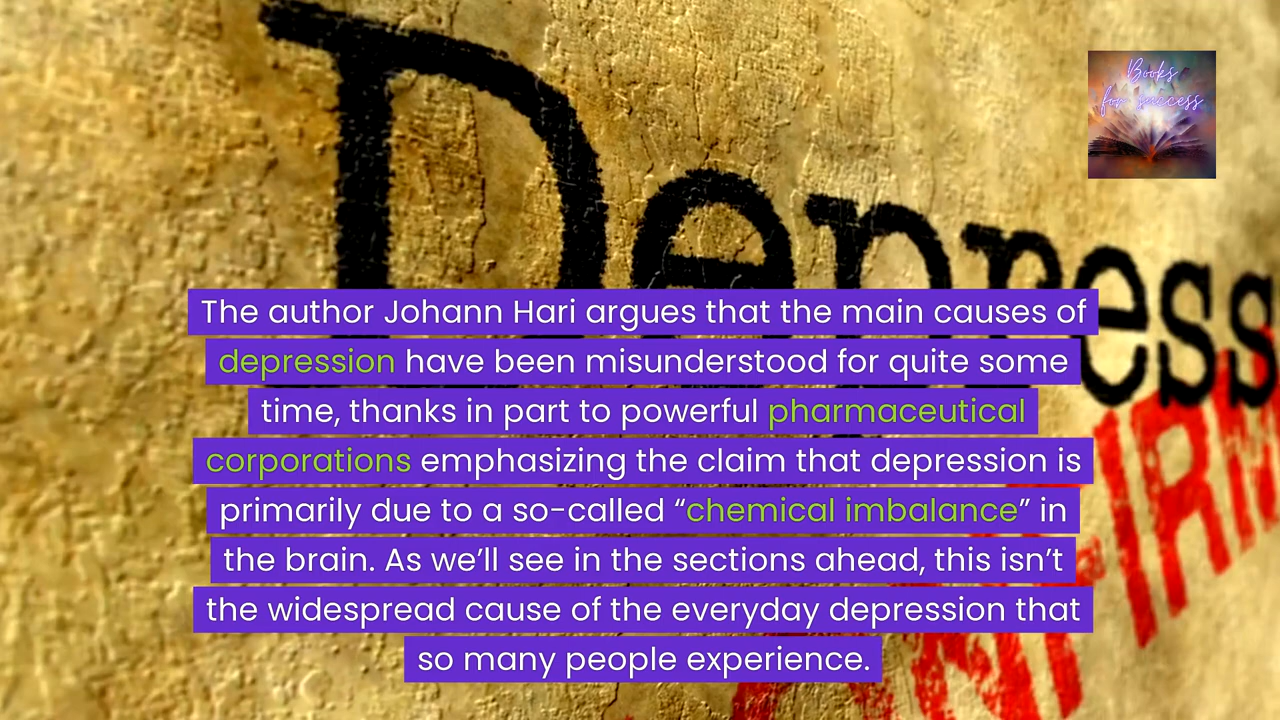 Depress
Books
for success
The author Johann Hari argues that the main causes of
depression have been misunderstood for quite some
time, thanks in part to powerful pharmaceutical
corporations emphasizing the claim that depression is
primarily due to a so-called “chemical imbalance” in
the brain. As we’ll see in the sections ahead, this isn’t
the widespread cause of the everyday depression that
so many people experience.